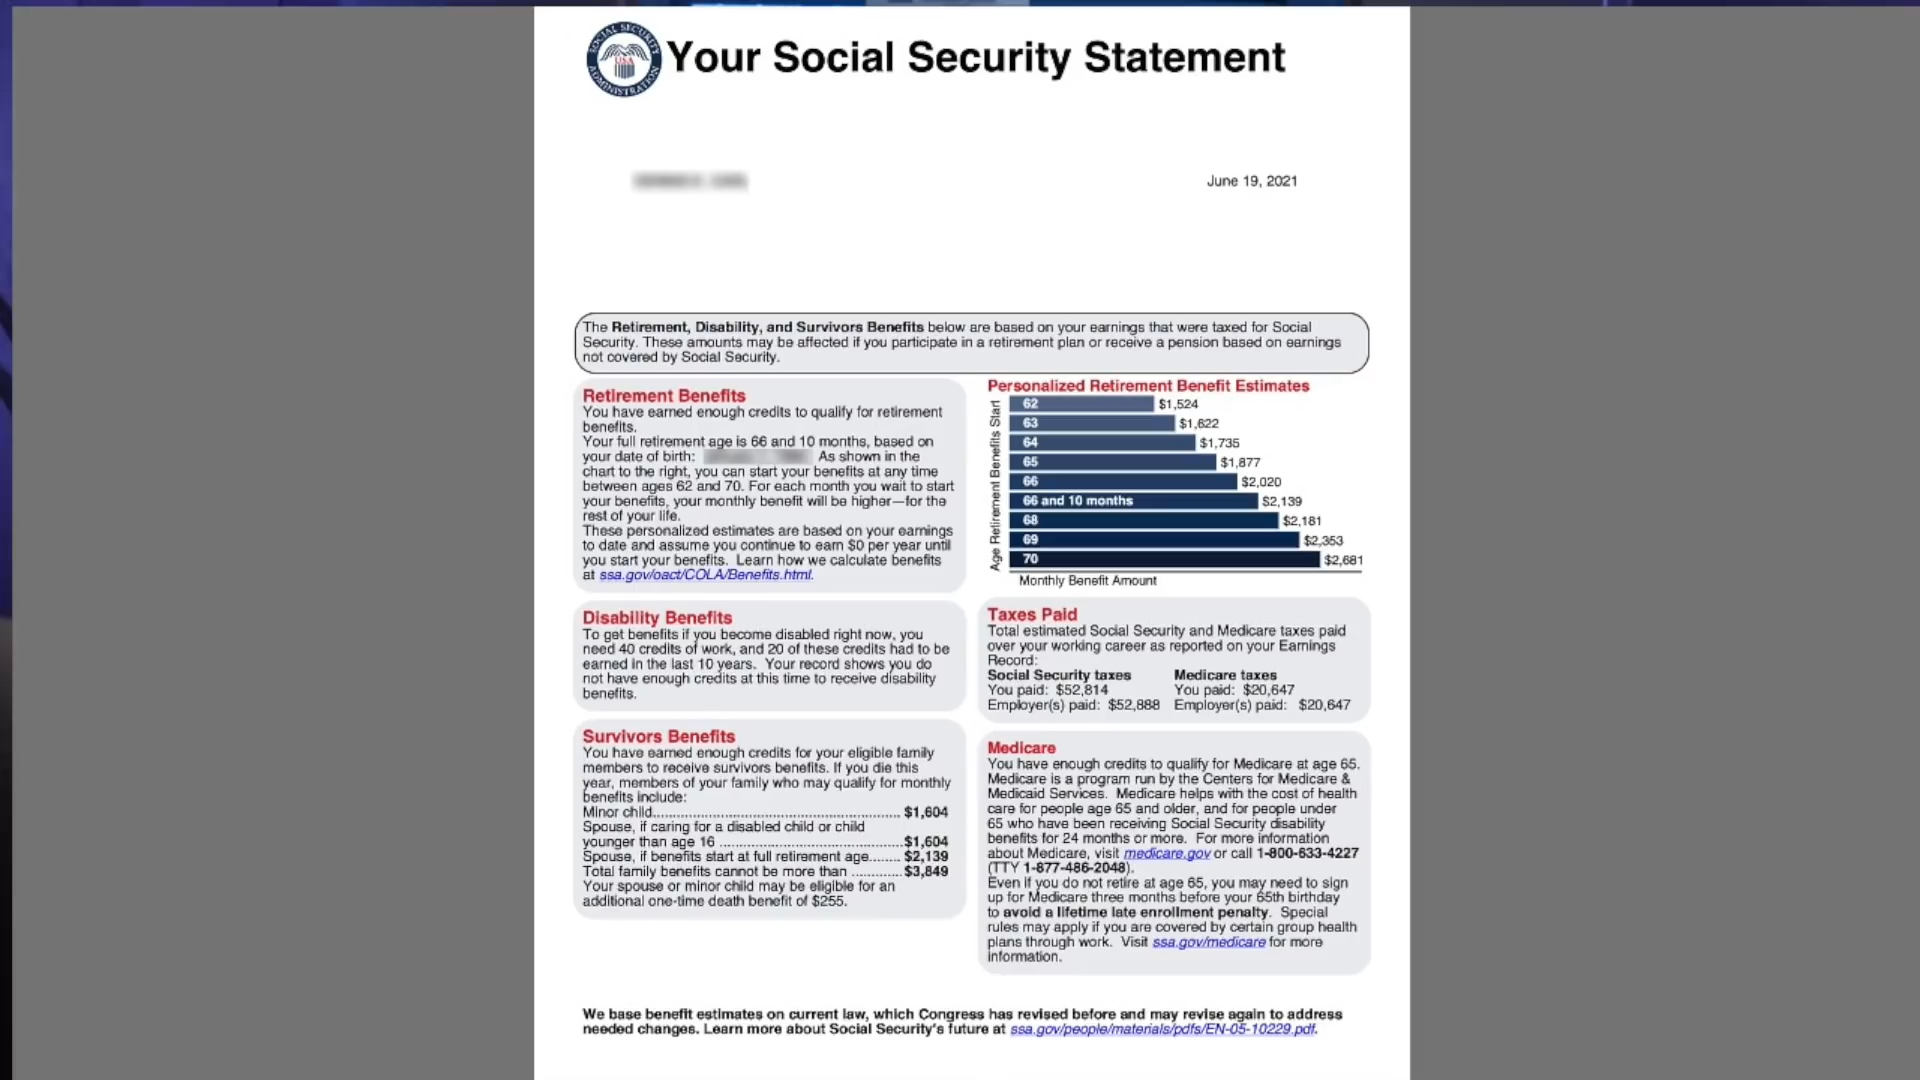 SOCIAL SECURITY ADMINISTRATION
USA
Your Social Security Statement
June 19, 2021
The Retirement, Disability, and Survivors Benefits below are based on your earnings that were taxed for Social
Security. These amounts may be affected if you participate in a retirement plan or receive a pension based on earnings
not covered by Social Security.
Retirement Benefits
You have earned enough credits to qualify for retirement
benefits.
Your full retirement age is 66 and 10 months, based on
your date of birth: As shown in the
chart to the right, you can start your benefits at any time
between ages 62 and 70. For each month you wait to start
your benefits, your monthly benefit will be higher—for the
rest of your life.
These personalized estimates are based on your earnings
to date and assume you continue to earn $0 per year until
you start your benefits. Learn how we calculate benefits
at ssa.gov/oact/COLA/Benefits.html.
Disability Benefits
To get benefits if you become disabled right now, you
need 40 credits of work, and 20 of these credits had to be
earned in the last 10 years. Your record shows you do
not have enough credits at this time to receive disability
benefits.
Survivors Benefits
You have earned enough credits for your eligible family
members to receive survivors benefits. If you die this
year, members of your family who may qualify for monthly
benefits include:
Minor child.......................................................... $1,604
Spouse, if caring for a disabled child or child
younger than age 16 ..........................................$1,604
Spouse, if benefits start at full retirement age....... $2,139
Total family benefits cannot be more than ............$3,849
Your spouse or minor child may be eligible for an
additional one-time death benefit of $255.
Personalized Retirement Benefit Estimates
Age Retirement Benefits Start
62 $1,524
63 $1,622
64 $1,735
65 $1,877
66 $2,020
66 and 10 months $2,139
68 $2,181
69 $2,353
70 $2,681
Monthly Benefit Amount
Taxes Paid
Total estimated Social Security and Medicare taxes paid
over your working career as reported on your Earnings
Record:
Social Security taxes Medicare taxes
You paid: $52,814 You paid: $20,647
Employer(s) paid: $52,888 Employer(s) paid: $20,647
Medicare
You have enough credits to qualify for Medicare at age 65.
Medicare is a program run by the Centers for Medicare &
Medicaid Services. Medicare helps with the cost of health
care for people age 65 and older, and for people under
65 who have been receiving Social Security disability
benefits for 24 months or more. For more information
about Medicare, visit medicare.gov or call 1-800-633-4227
(TTY 1-877-486-2048).
Even if you do not retire at age 65, you may need to sign
up for Medicare three months before your 65th birthday
to avoid a lifetime late enrollment penalty. Special
rules may apply if you are covered by certain group health
plans through work. Visit ssa.gov/medicare for more
information.
We base benefit estimates on current law, which Congress has revised before and may revise again to address
needed changes. Learn more about Social Security's future at ssa.gov/people/materials/pdfs/EN-05-10229.pdf.